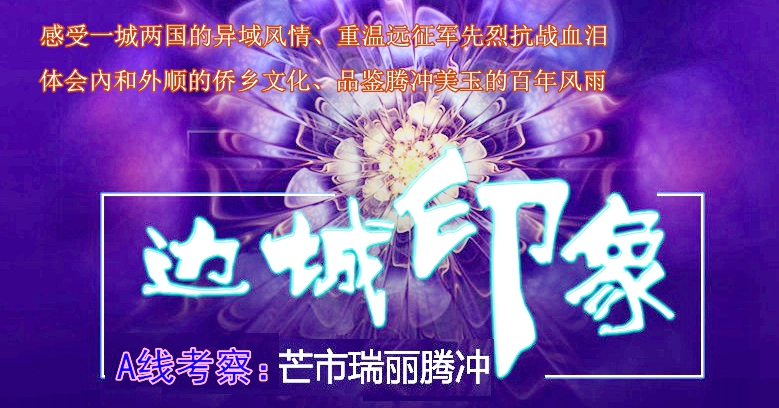 感受一城两国的异域风情、重温远征军先烈抗战血泪
体会內和外顺的侨乡文化、品鉴腾冲美玉的百年风雨
边城印象
A线考察:芒市瑞丽腾冲